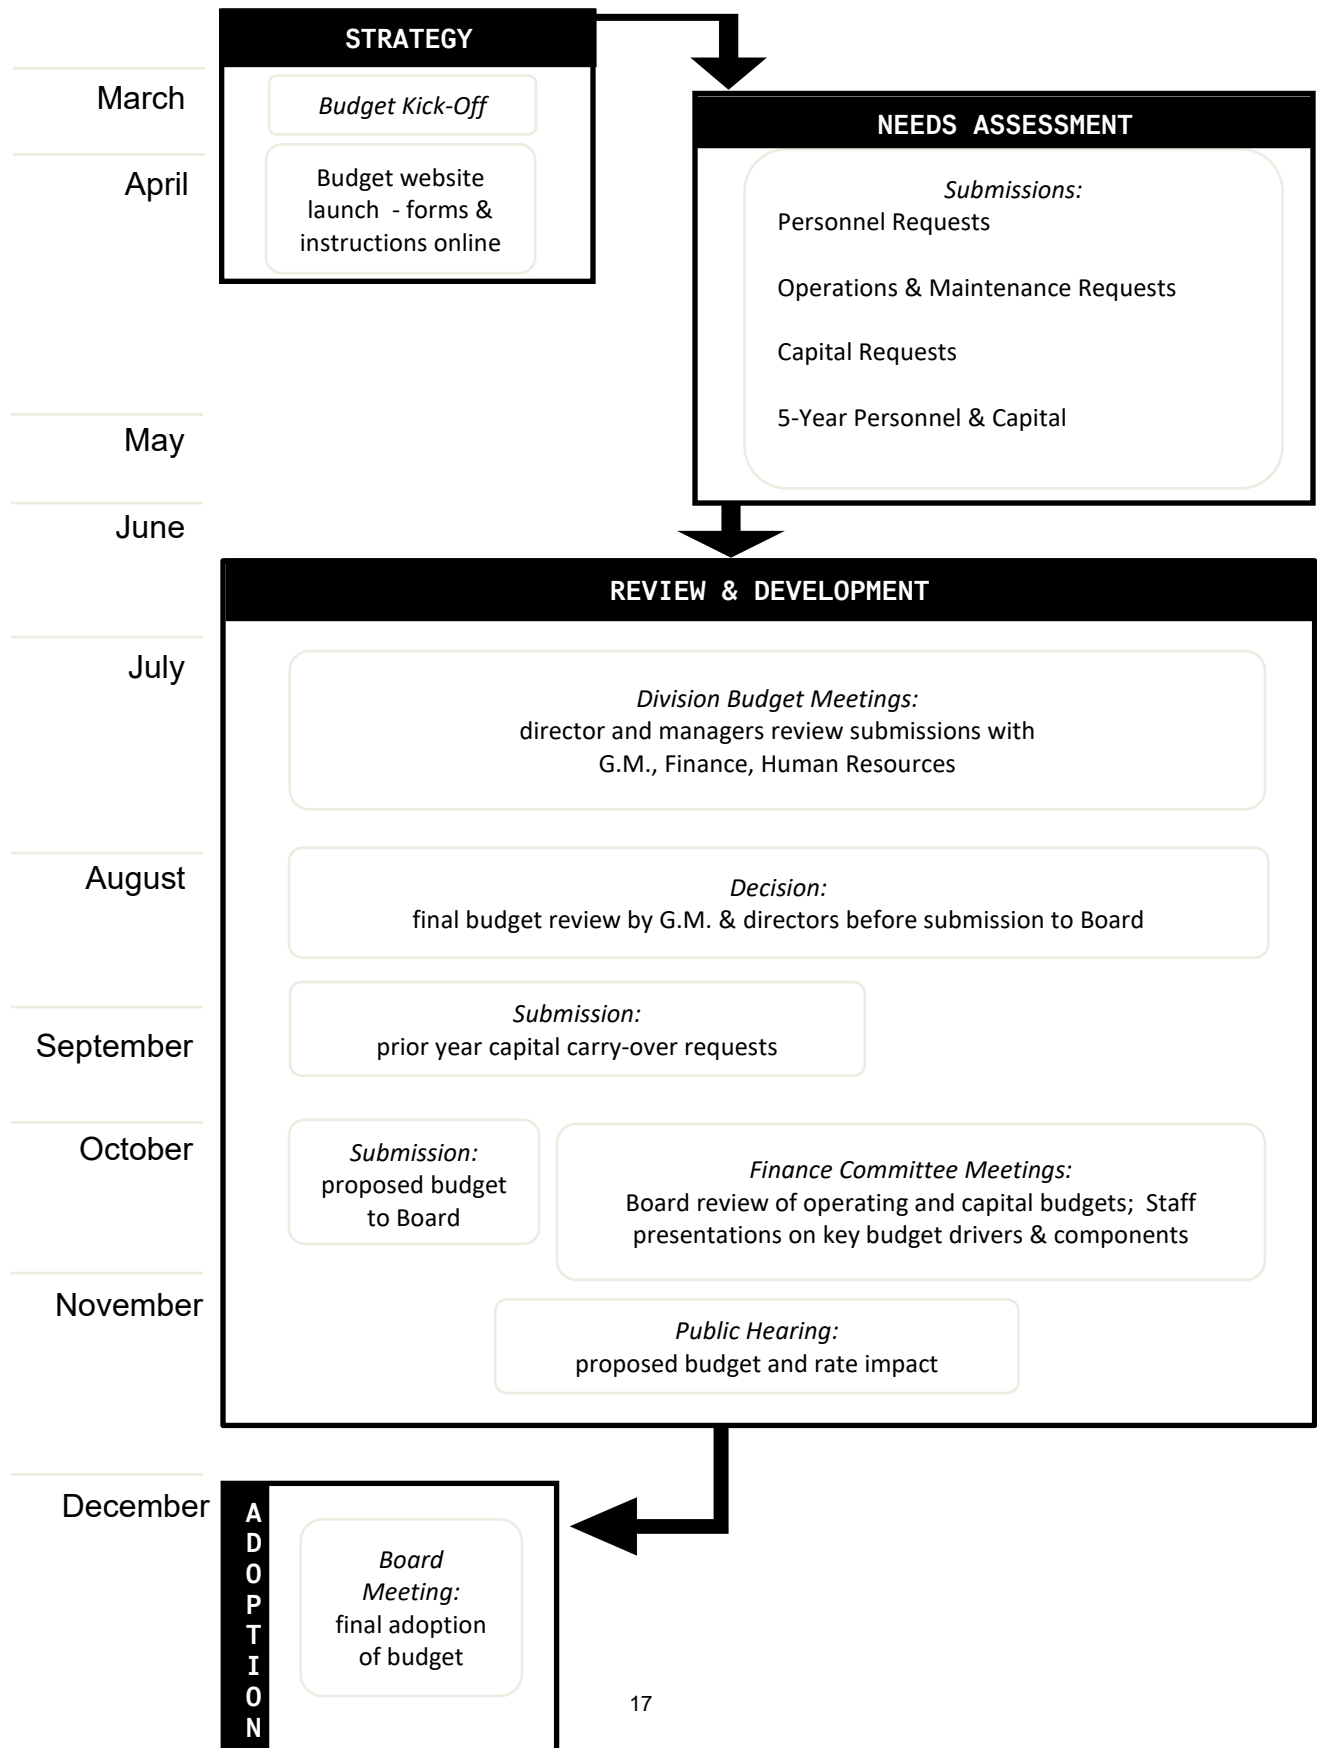 STRATEGY
March
Budget Kick-Off
April
Budget website
launch - forms &
instructions online
NEEDS ASSESSMENT
Submissions:
Personnel Requests
Operations & Maintenance Requests
Capital Requests
5-Year Personnel & Capital
May
June
REVIEW & DEVELOPMENT
July
Division Budget Meetings:
director and managers review submissions with
G.M., Finance, Human Resources
August
Decision:
final budget review by G.M. & directors before submission to Board
September
Submission:
prior year capital carry-over requests
October
Submission:
proposed budget
to Board
Finance Committee Meetings:
Board review of operating and capital budgets; Staff
presentations on key budget drivers & components
November
Public Hearing:
proposed budget and rate impact
December
ADOPTION
Board
Meeting:
final adoption
of budget
17